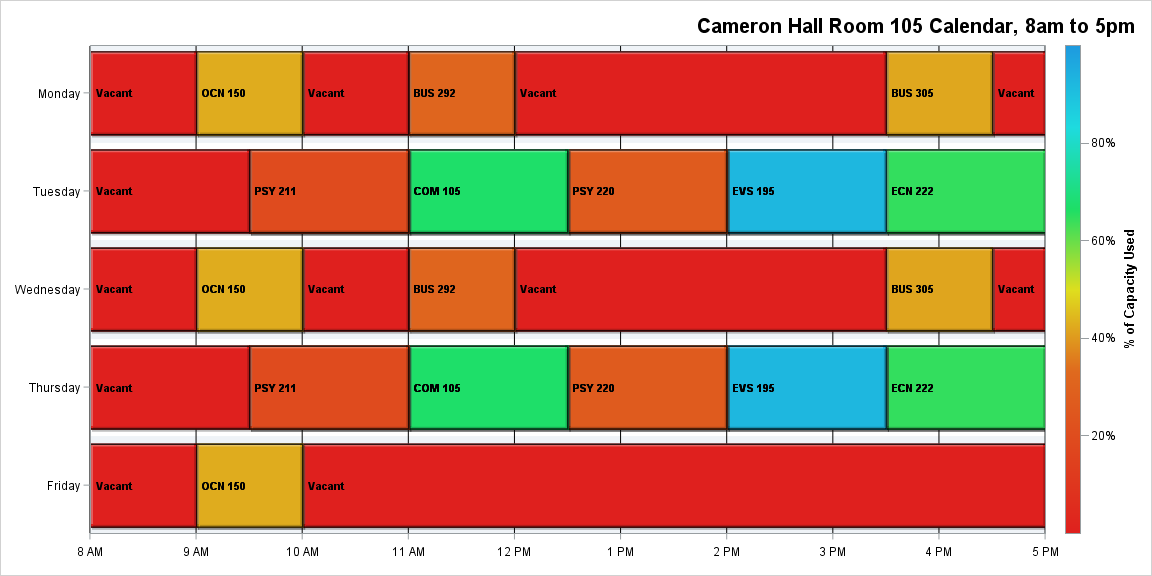 Cameron Hall Room 105 Calendar, 8am to 5pm
Monday Vacant OCN 150 Vacant BUS 292 Vacant BUS 305 Vacant
Tuesday Vacant PSY 211 COM 105 PSY 220 EVS 195 ECN 222
Wednesday Vacant OCN 150 Vacant BUS 292 Vacant BUS 305 Vacant
Thursday Vacant PSY 211 COM 105 PSY 220 EVS 195 ECN 222
Friday Vacant OCN 150 Vacant
8 AM 9 AM 10 AM 11 AM 12 PM 1 PM 2 PM 3 PM 4 PM 5 PM
80%
60%
40%
20%
% of Capacity Used